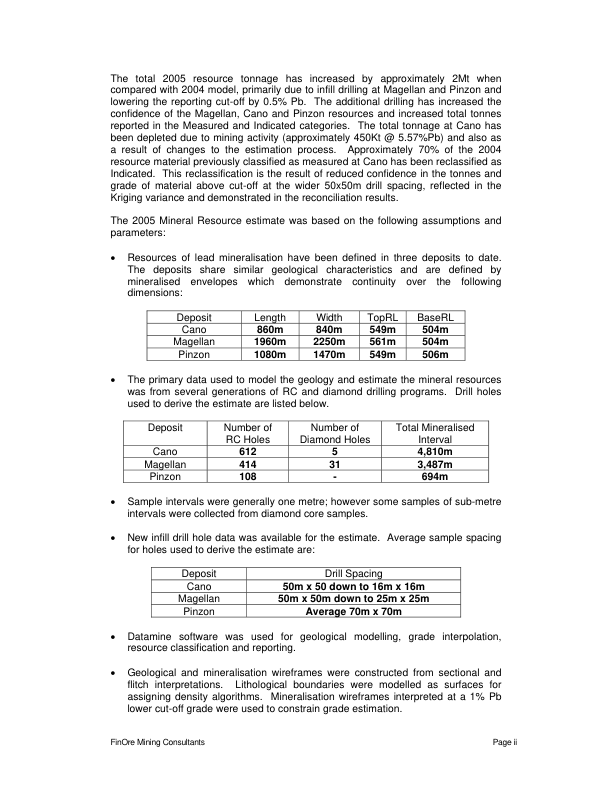 The total 2005 resource tonnage has increased by approximately 2Mt when
compared with 2004 model, primarily due to infill drilling at Magellan and Pinzon and
lowering the reporting cut-off by 0.5% Pb. The additional drilling has increased the
confidence of the Magellan, Cano and Pinzon resources and increased total tonnes
reported in the Measured and Indicated categories. The total tonnage at Cano has
been depleted due to mining activity (approximately 450Kt @ 5.57%Pb) and also as
a result of changes to the estimation process. Approximately 70% of the 2004
resource material previously classified as measured at Cano has been reclassified as
Indicated. This reclassification is the result of reduced confidence in the tonnes and
grade of material above cut-off at the wider 50x50m drill spacing, reflected in the
Kriging variance and demonstrated in the reconciliation results.
The 2005 Mineral Resource estimate was based on the following assumptions and
parameters:
• Resources of lead mineralisation have been defined in three deposits to date.
The deposits share similar geological characteristics and are defined by
mineralised envelopes which demonstrate continuity over the following
dimensions:
Deposit Length Width TopRL BaseRL
Cano 860m 840m 549m 504m
Magellan 1960m 2250m 561m 504m
Pinzon 1080m 1470m 549m 506m
• The primary data used to model the geology and estimate the mineral resources
was from several generations of RC and diamond drilling programs. Drill holes
used to derive the estimate are listed below.
Deposit Number of Number of Total Mineralised
RC Holes Diamond Holes Interval
Cano 612 5 4,810m
Magellan 414 31 3,487m
Pinzon 108 - 694m
• Sample intervals were generally one metre; however some samples of sub-metre
intervals were collected from diamond core samples.
• New infill drill hole data was available for the estimate. Average sample spacing
for holes used to derive the estimate are:
Deposit Drill Spacing
Cano 50m x 50 down to 16m x 16m
Magellan 50m x 50m down to 25m x 25m
Pinzon Average 70m x 70m
• Datamine software was used for geological modelling, grade interpolation,
resource classification and reporting.
• Geological and mineralisation wireframes were constructed from sectional and
flitch interpretations. Lithological boundaries were modelled as surfaces for
assigning density algorithms. Mineralisation wireframes interpreted at a 1% Pb
lower cut-off grade were used to constrain grade estimation.
FinOre Mining Consultants Page ii